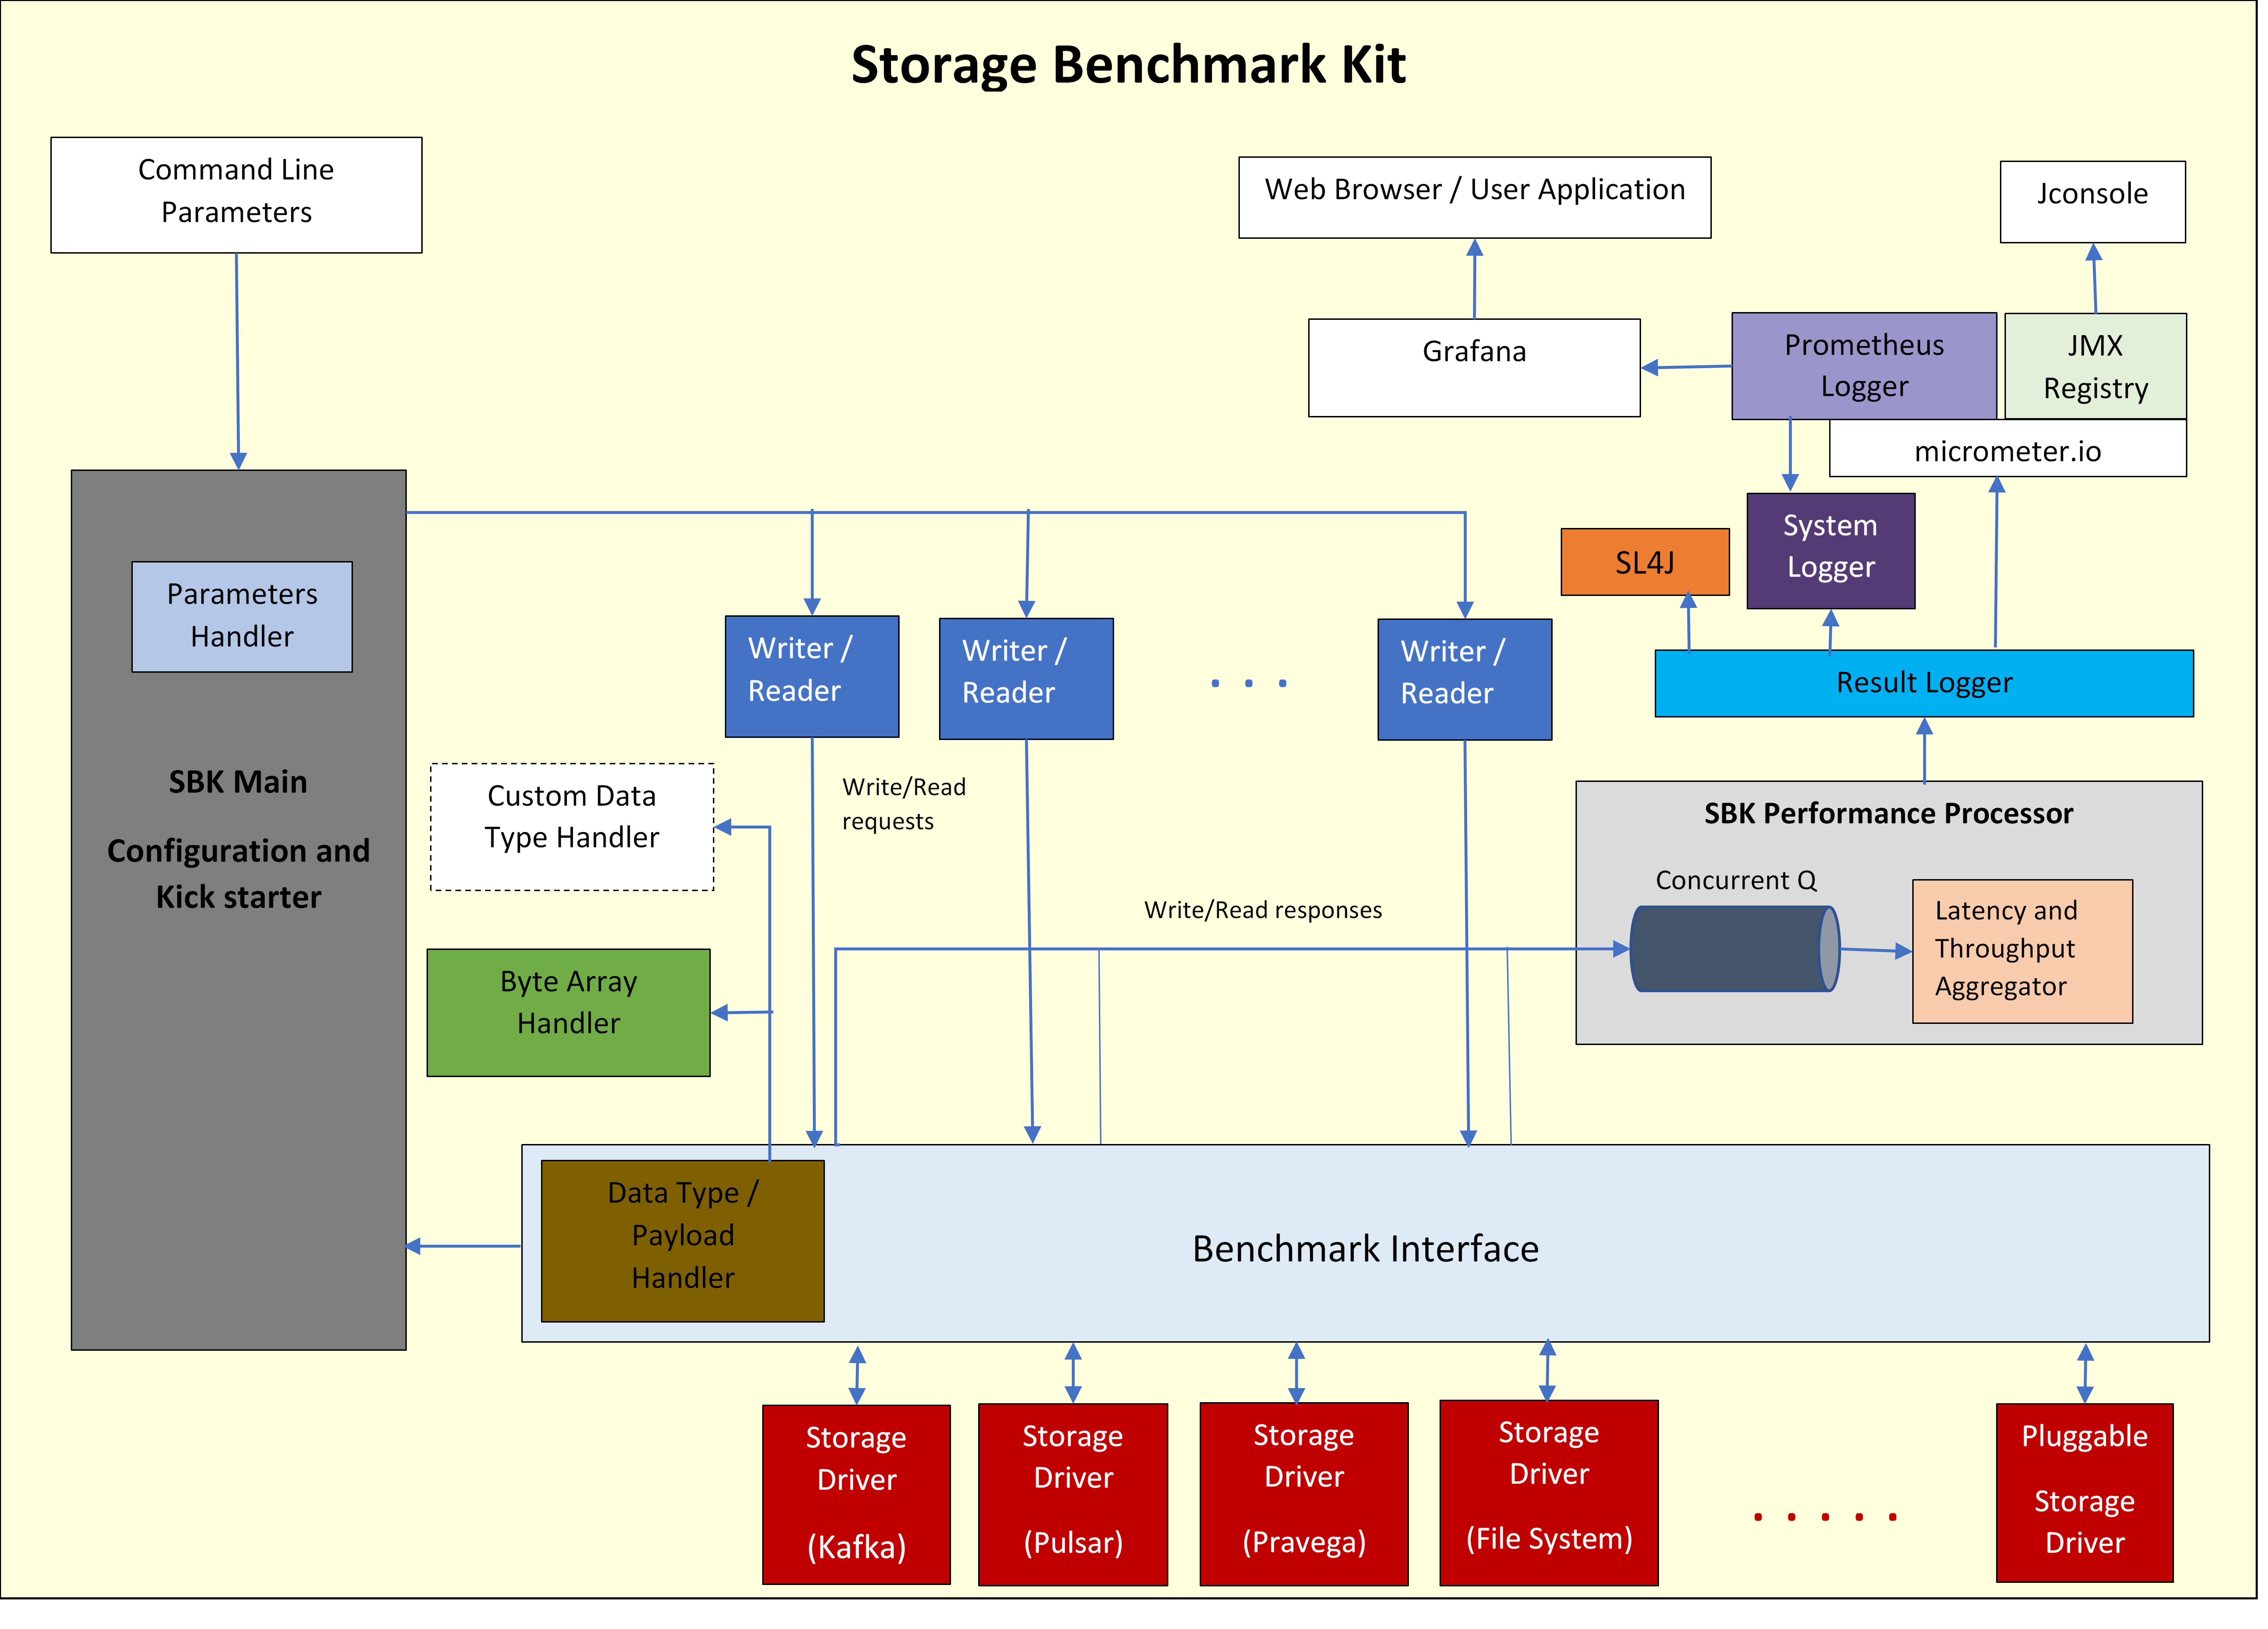 Storage Benchmark Kit
Command Line
Parameters
Web Browser / User Application
Jconsole
Grafana
Prometheus
Logger
JMX
Registry
micrometer.io
System
Logger
SL4J
Parameters
Handler
Writer /
Reader
Writer /
Reader
. . .
Writer /
Reader
Result Logger
SBK Main
Configuration and
Kick starter
Custom Data
Type Handler
Write/Read
requests
Write/Read responses
SBK Performance Processor
Concurrent Q
Latency and
Throughput
Aggregator
Byte Array
Handler
Data Type /
Payload
Handler
Benchmark Interface
Storage
Driver
(Kafka)
Storage
Driver
(Pulsar)
Storage
Driver
(Pravega)
Storage
Driver
(File System)
. . . . .
Pluggable
Storage
Driver